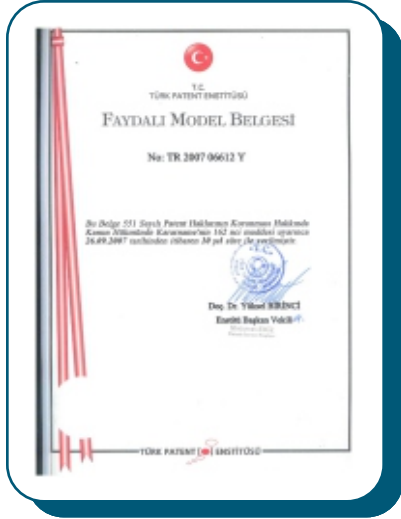 T.C.
TÜRK PATENT ENSTİTÜSÜ
FAYDALI MODEL BELGESİ
No: TR 2007 06612 Y
Bu Belge 551 Sayılı Patent Haklarının Korunması Hakkında
Kanun Hükmünde Kararname'nin 162 nci maddesi uyarınca
26.09.2007 tarihinden itibaren 10 yıl süre ile verilmiştir.
Doç. Dr. Yüksel BİRİNCİ
Enstitü Başkan Vekili
TÜRK PATENT ENSTİTÜSÜ